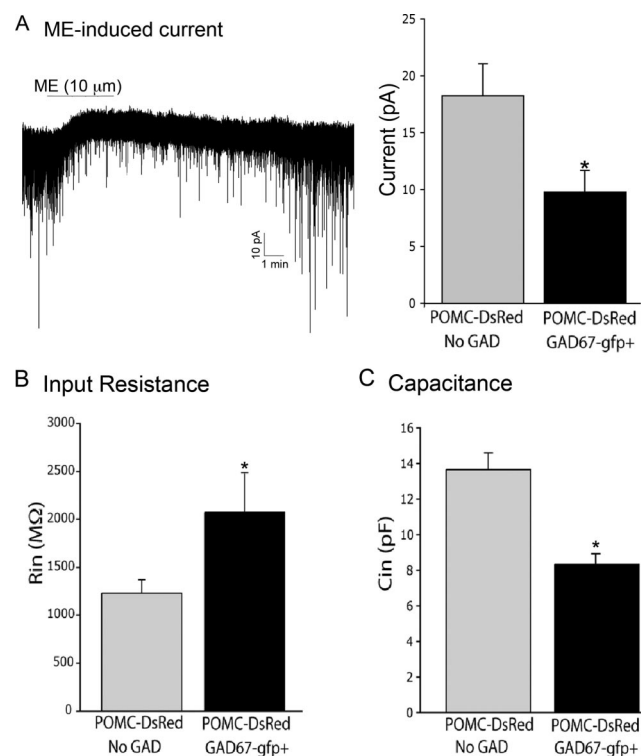 A ME-induced current
ME (10 μm)
10 pA
1 min
Current (pA)
25
20
15
10
5
0
*
POMC-DsRed
No GAD
POMC-DsRed
GAD67-gfp+
B Input Resistance
Rin (MΩ)
3000
2500
2000
1500
1000
500
0
*
POMC-DsRed
No GAD
POMC-DsRed
GAD67-gfp+
C Capacitance
Cin (pF)
16
14
12
10
8
6
4
2
0
*
POMC-DsRed
No GAD
POMC-DsRed
GAD67-gfp+